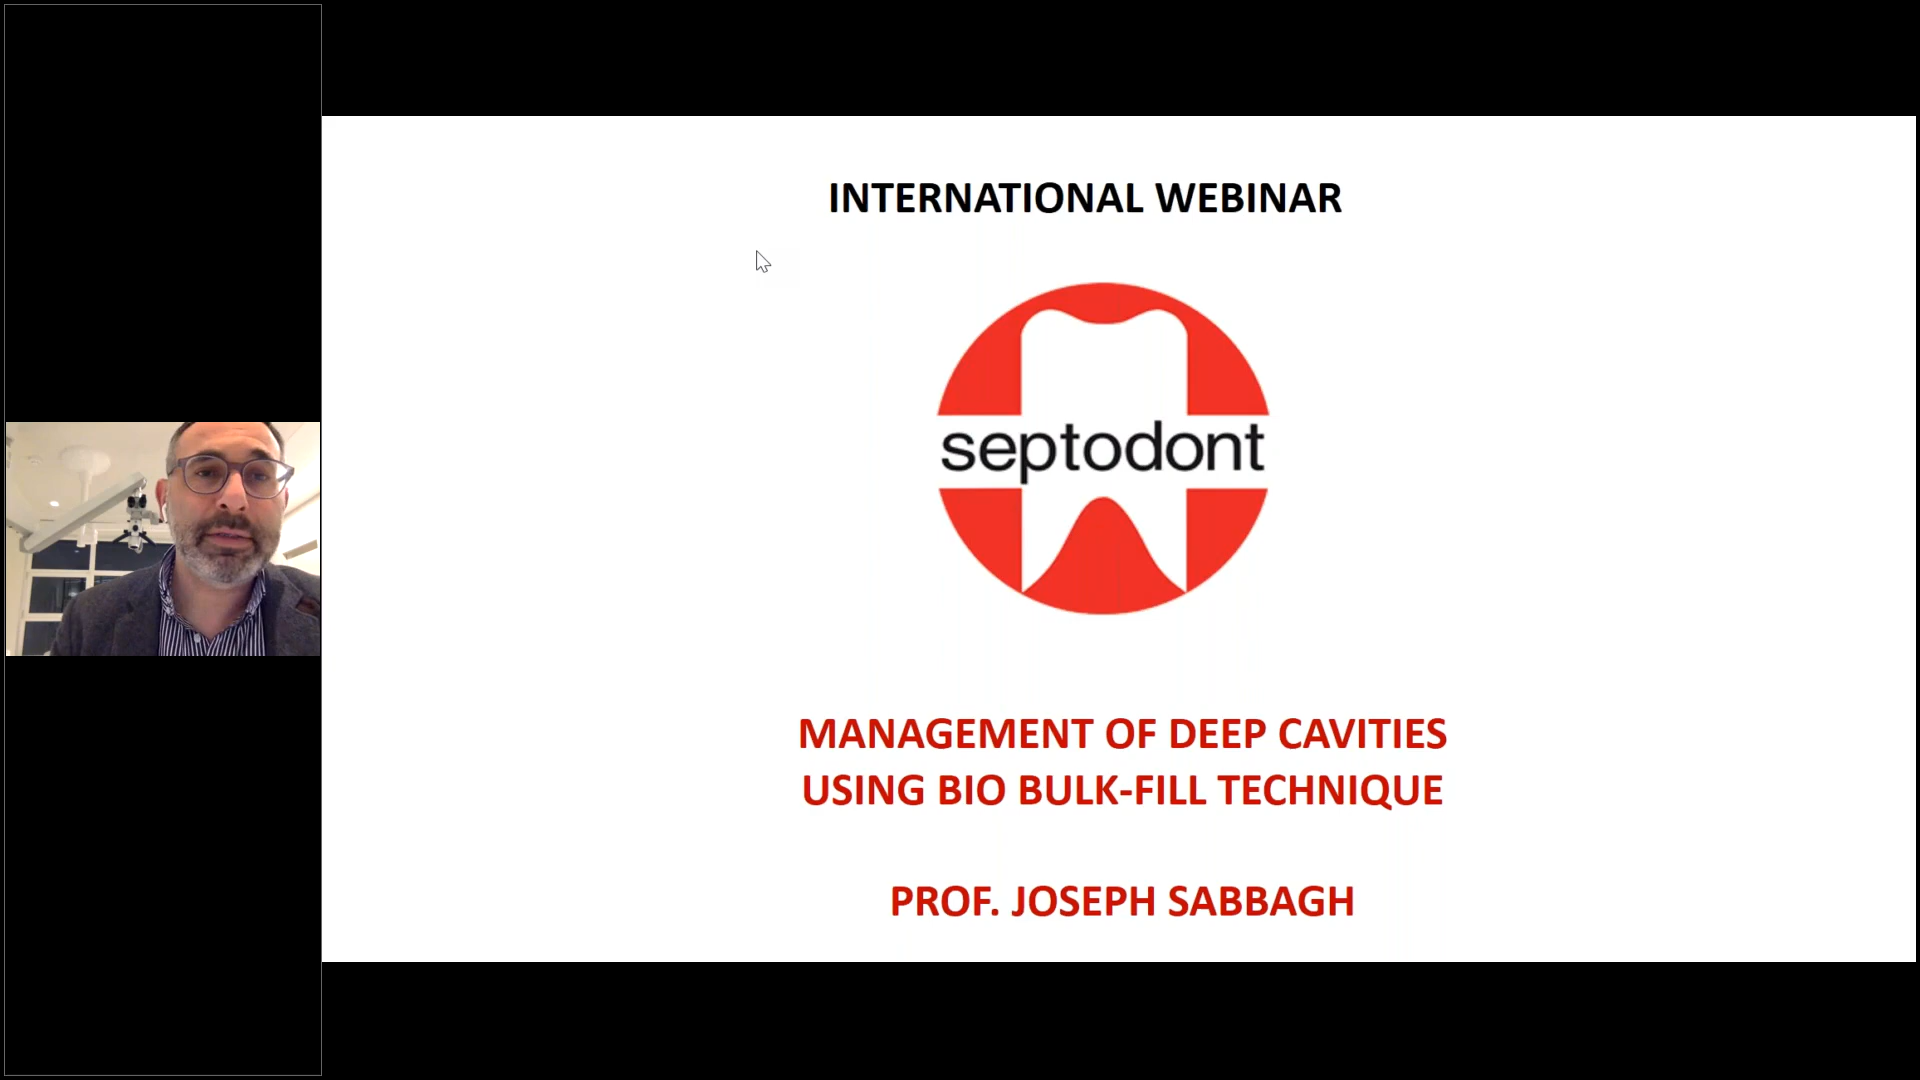 INTERNATIONAL WEBINAR
septodont
MANAGEMENT OF DEEP CAVITIES
USING BIO BULK-FILL TECHNIQUE
PROF. JOSEPH SABBAGH